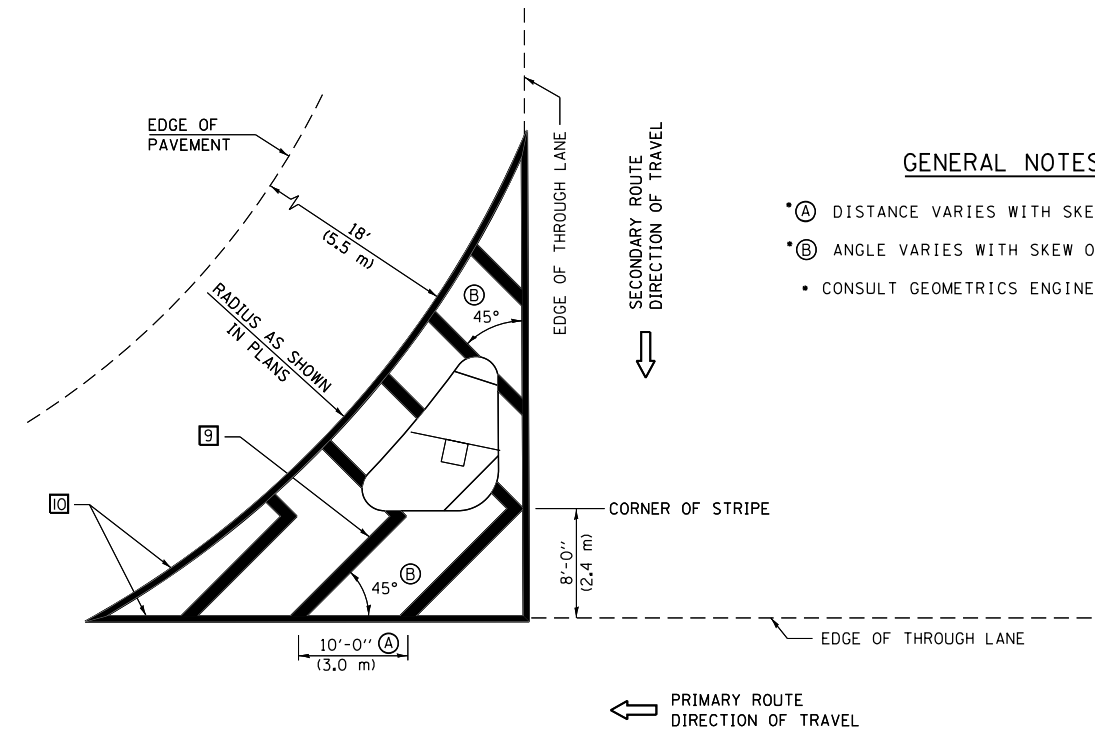 EDGE OF
PAVEMENT
18'
(5.5 m)
RADIUS AS SHOWN
IN PLANS
EDGE OF THROUGH LANE
SECONDARY ROUTE
DIRECTION OF TRAVEL
GENERAL NOTES
*Ⓐ DISTANCE VARIES WITH SKE
*Ⓑ ANGLE VARIES WITH SKEW O
* CONSULT GEOMETRICS ENGINE
Ⓑ
45°
9
10
CORNER OF STRIPE
8'-0"
(2.4 m)
45° Ⓑ
10'-0" Ⓐ
(3.0 m)
EDGE OF THROUGH LANE
PRIMARY ROUTE
DIRECTION OF TRAVEL